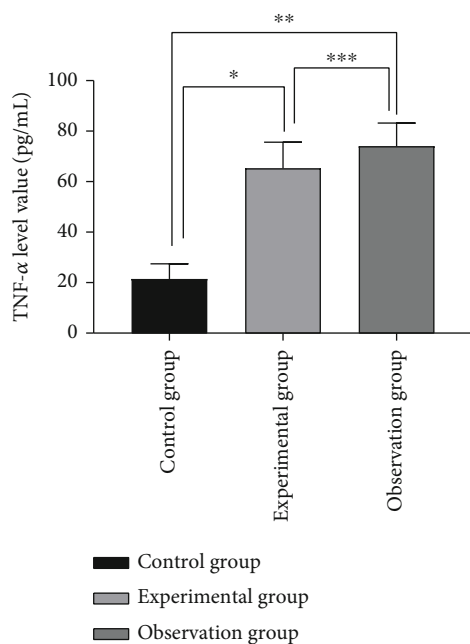 **
*
***
100
80
60
40
20
0
TNF-α level value (pg/mL)
Control group
Experimental group
Observation group
Control group
Experimental group
Observation group